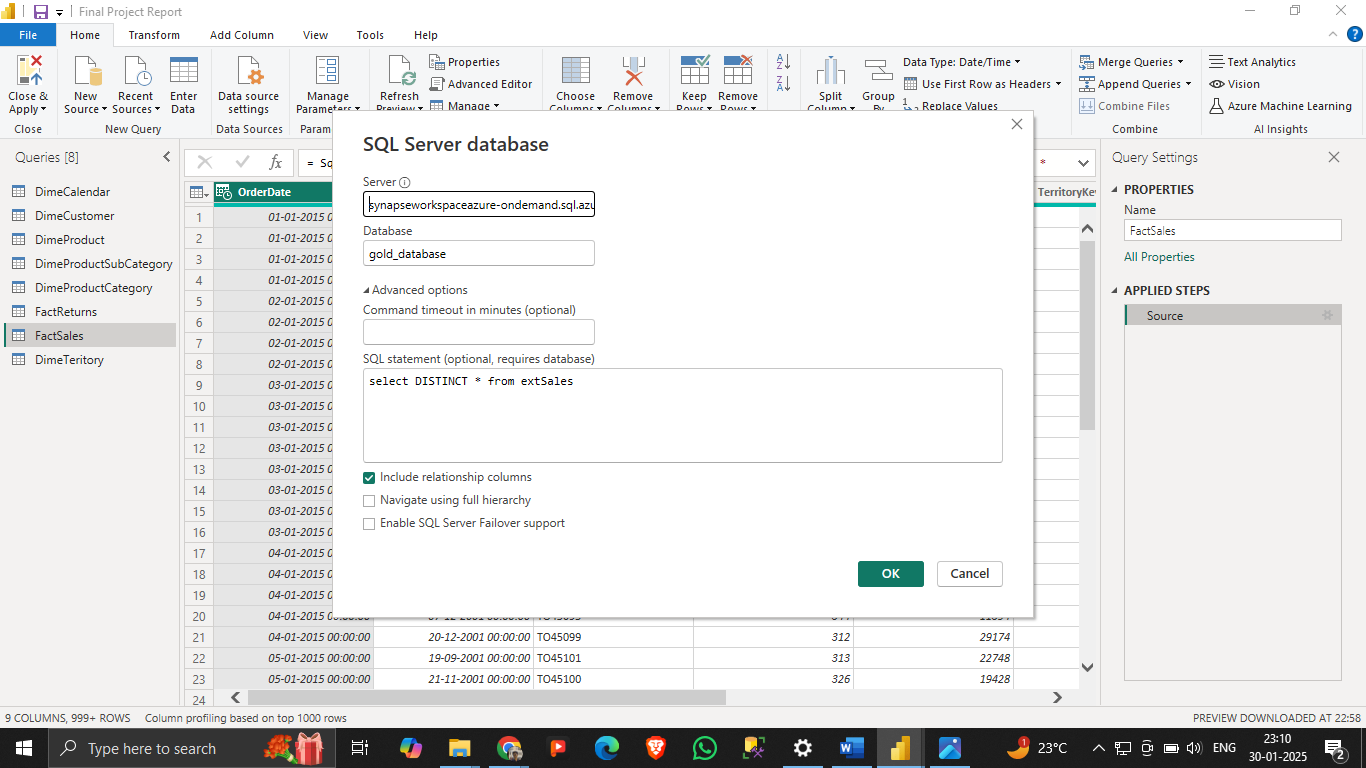 Final Project Report
File Home Transform Add Column View Tools Help
Close & Apply
Close
New Source
Recent Sources
Enter Data
New Query
Data source settings
Data Sources
Manage Parameters
Refresh Preview
Properties
Advanced Editor
Manage
Choose Columns
Remove Columns
Keep Rows
Remove Rows
Split Column
Group By
Data Type: Date/Time
Use First Row as Headers
Replace Values
Merge Queries
Append Queries
Combine Files
Combine
Text Analytics
Vision
Azure Machine Learning
AI Insights
Queries [8]
DimeCalendar
DimeCustomer
DimeProduct
DimeProductSubCategory
DimeProductCategory
FactReturns
FactSales
DimeTeritory
fx = Sq *
OrderDate
1 01-01-2015 0
2 01-01-2015 0
3 01-01-2015 0
4 01-01-2015 0
5 02-01-2015 0
6 02-01-2015 0
7 02-01-2015 0
8 02-01-2015 0
9 03-01-2015 0
10 03-01-2015 0
11 03-01-2015 0
12 03-01-2015 0
13 03-01-2015 0
14 03-01-2015 0
15 03-01-2015 0
16 03-01-2015 0
17 04-01-2015 0
18 04-01-2015 0
19 04-01-2015 0
20 04-01-2015 00:00:00
21 04-01-2015 00:00:00 20-12-2001 00:00:00 TO45099 312 29174
22 05-01-2015 00:00:00 19-09-2001 00:00:00 TO45101 313 22748
23 05-01-2015 00:00:00 21-11-2001 00:00:00 TO45100 326 19428
24
SQL Server database
Server
synapseworkspaceazure-ondemand.sql.azu
Database
gold_database
Advanced options
Command timeout in minutes (optional)
SQL statement (optional, requires database)
select DISTINCT * from extSales
Include relationship columns
Navigate using full hierarchy
Enable SQL Server Failover support
OK Cancel
Query Settings
PROPERTIES
Name
FactSales
All Properties
APPLIED STEPS
Source
9 COLUMNS, 999+ ROWS Column profiling based on top 1000 rows
PREVIEW DOWNLOADED AT 22:58
Type here to search
1 23°C ENG 23:10
30-01-2025
2